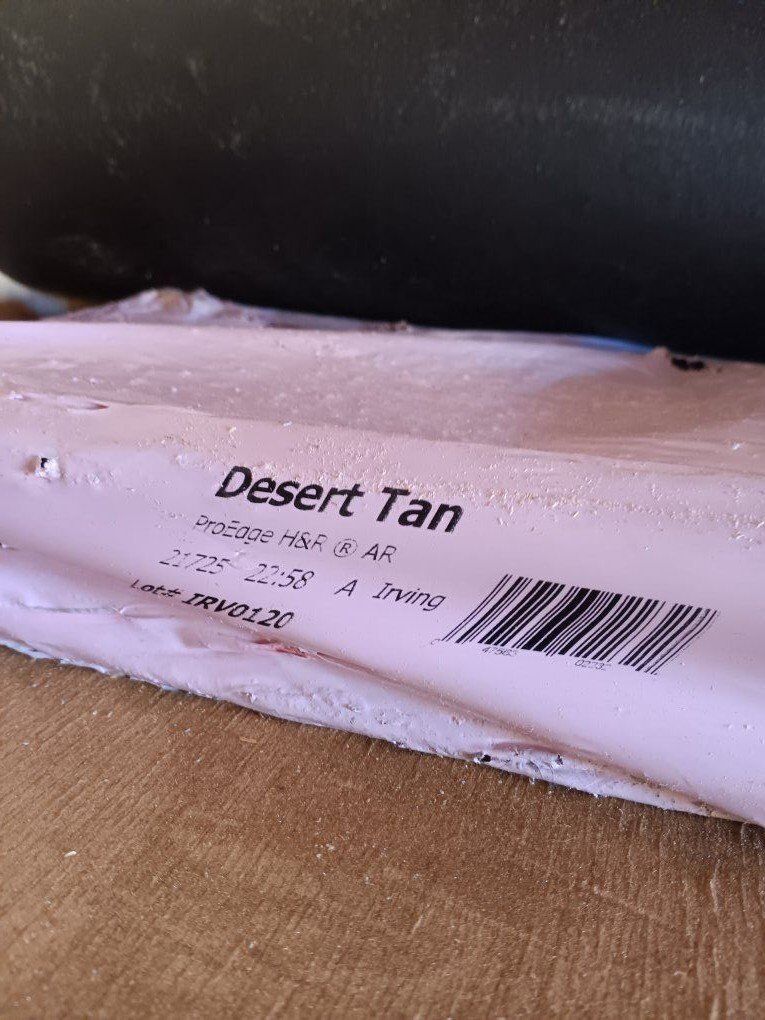 Desert Tan
ProEdge H&R ® AR
21725 22:58 A Irving
Lot# IRV0120